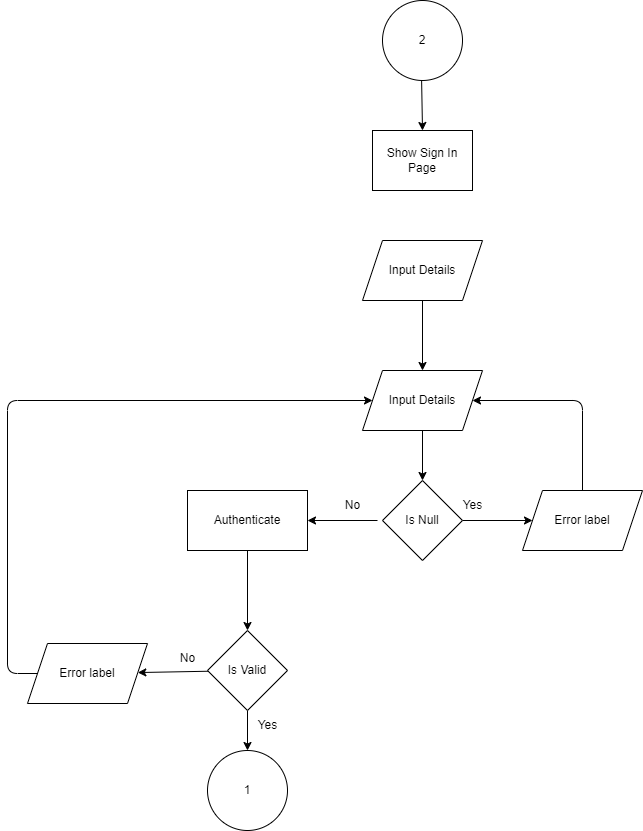 2
Show Sign In
Page
Input Details
Input Details
No
Yes
Authenticate
Is Null
Error label
No
Error label
Is Valid
Yes
1